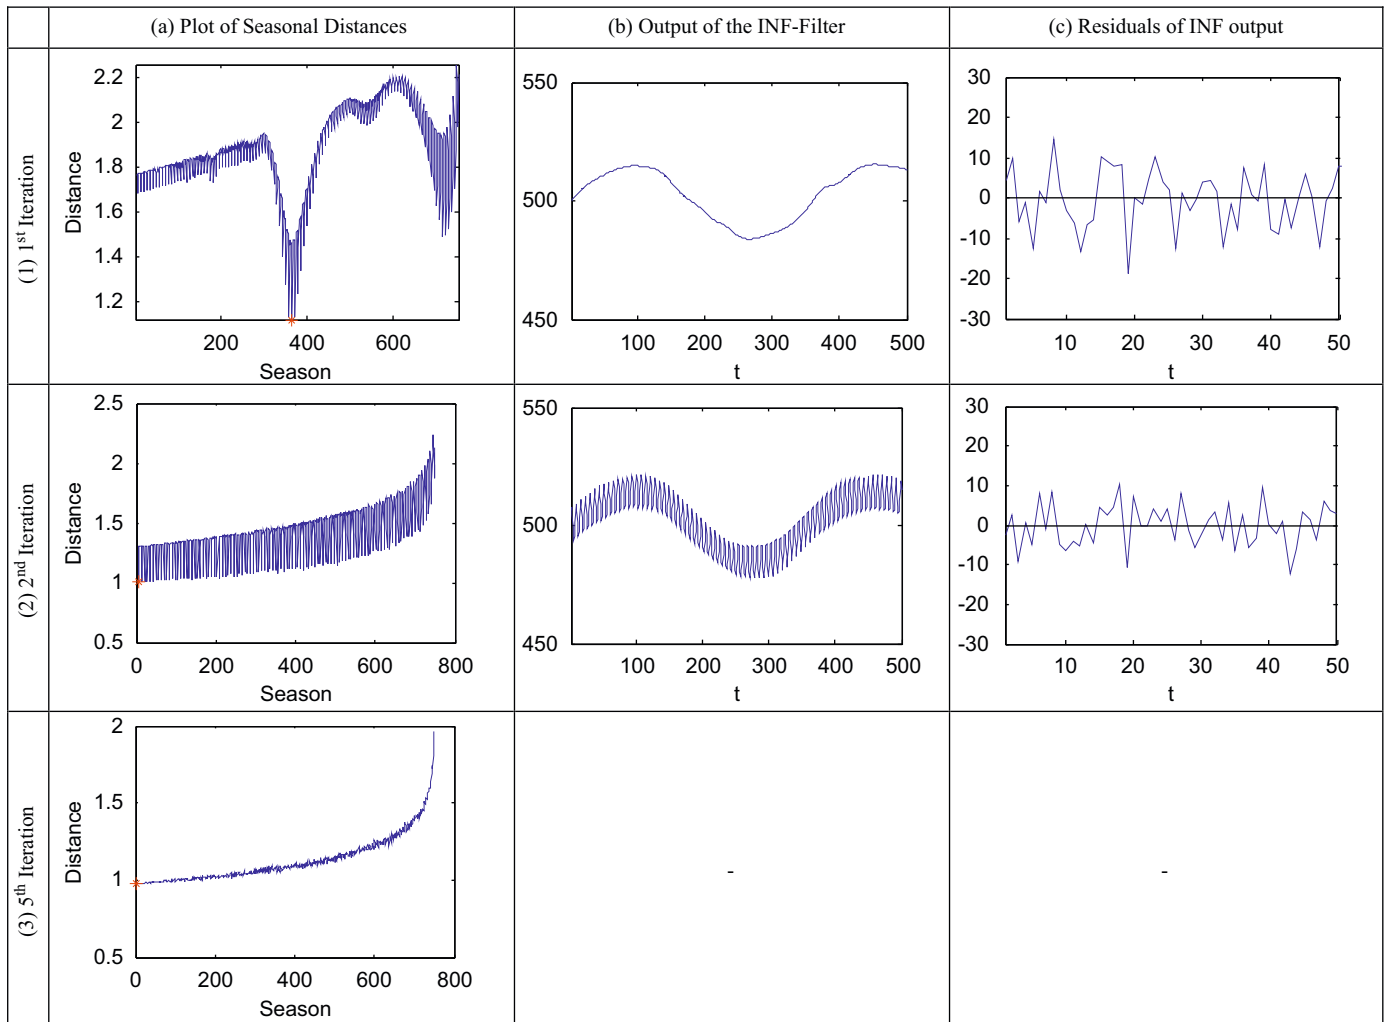 (a) Plot of Seasonal Distances
(b) Output of the INF-Filter
(c) Residuals of INF output
(1) 1st Iteration
Distance
2.2
2
1.8
1.6
1.4
1.2
200 400 600
Season
550
500
450
100 200 300 400 500
t
30
20
10
0
-10
-20
-30
10 20 30 40 50
t
(2) 2nd Iteration
Distance
2.5
2
1.5
1
0.5
0 200 400 600 800
Season
550
500
450
100 200 300 400 500
t
30
20
10
0
-10
-20
-30
10 20 30 40 50
t
(3) 5th Iteration
Distance
2
1.5
1
0.5
0 200 400 600 800
Season
-
-